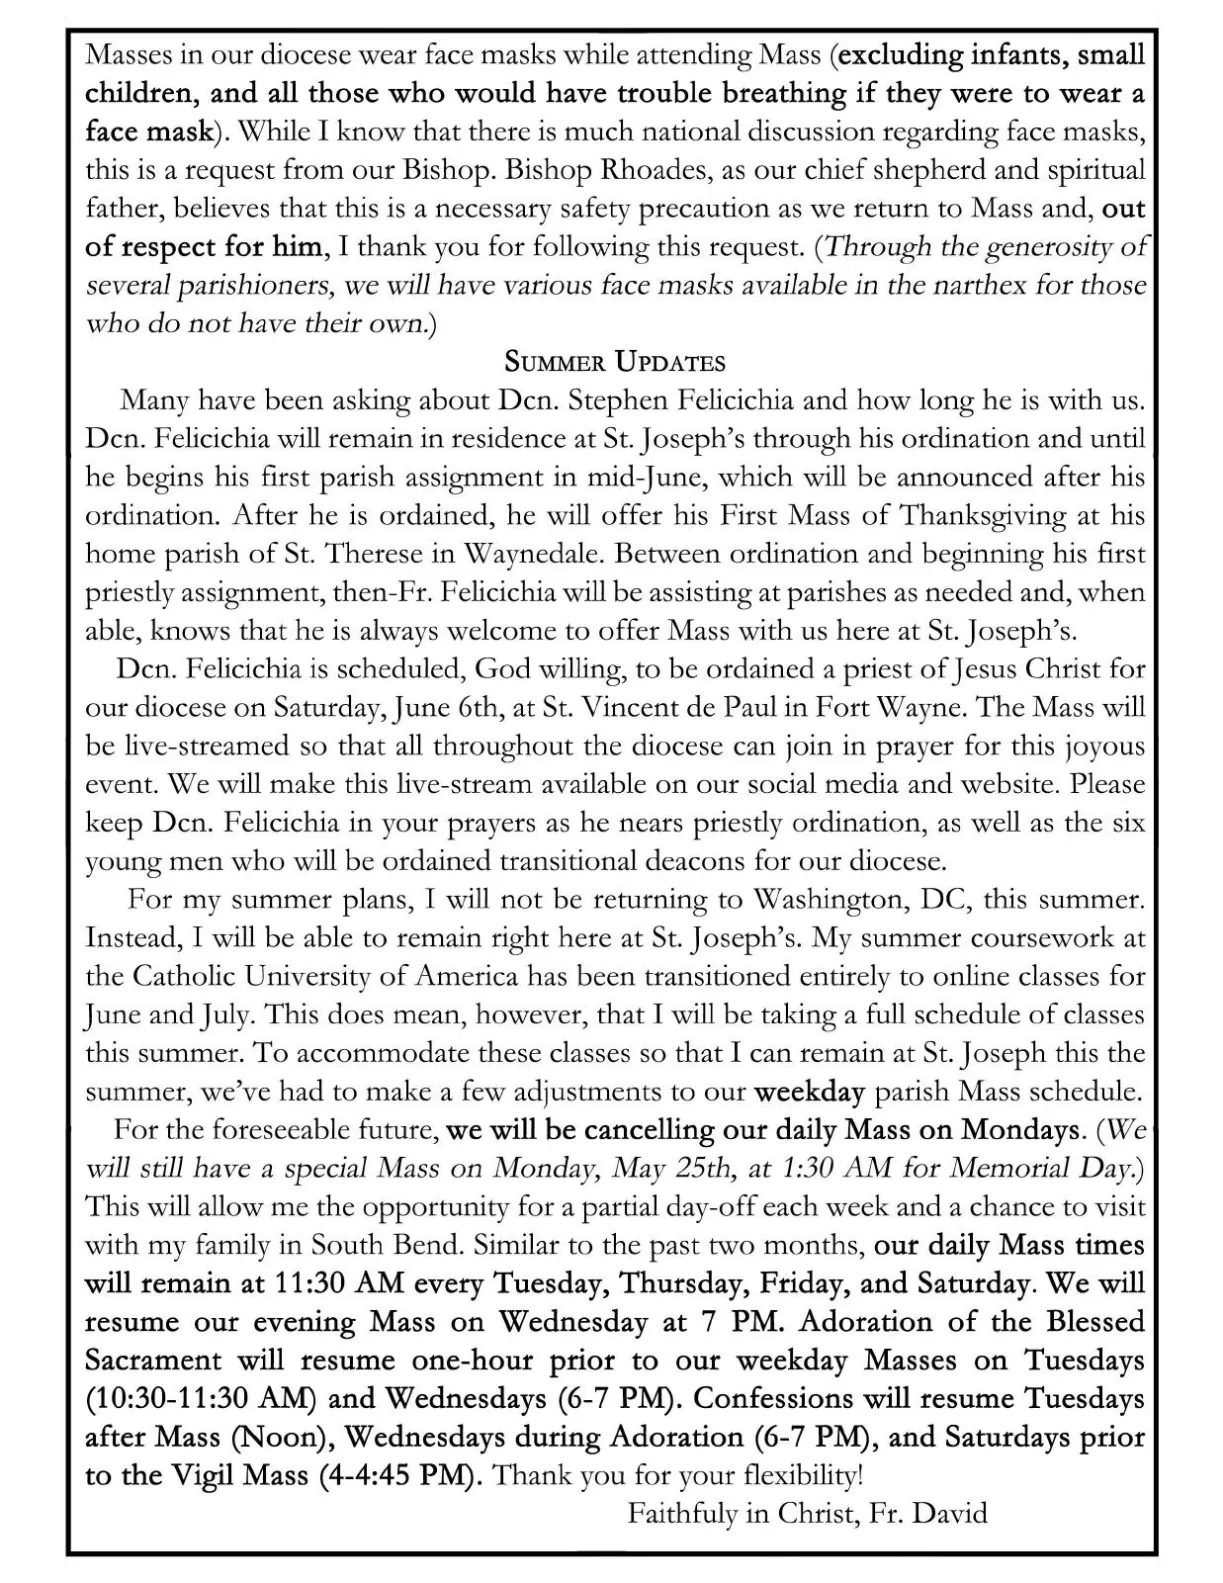 Masses in our diocese wear face masks while attending Mass (excluding infants, small
children, and all those who would have trouble breathing if they were to wear a
face mask). While I know that there is much national discussion regarding face masks,
this is a request from our Bishop. Bishop Rhoades, as our chief shepherd and spiritual
father, believes that this is a necessary safety precaution as we return to Mass and, out
of respect for him, I thank you for following this request. (Through the generosity of
several parishioners, we will have various face masks available in the narthex for those
who do not have their own.)
SUMMER UPDATES
Many have been asking about Dcn. Stephen Felicichia and how long he is with us.
Dcn. Felicichia will remain in residence at St. Joseph's through his ordination and until
he begins his first parish assignment in mid-June, which will be announced after his
ordination. After he is ordained, he will offer his First Mass of Thanksgiving at his
home parish of St. Therese in Waynedale. Between ordination and beginning his first
priestly assignment, then-Fr. Felicichia will be assisting at parishes as needed and, when
able, knows that he is always welcome to offer Mass with us here at St. Joseph's.
Dcn. Felicichia is scheduled, God willing, to be ordained a priest of Jesus Christ for
our diocese on Saturday, June 6th, at St. Vincent de Paul in Fort Wayne. The Mass will
be live-streamed so that all throughout the diocese can join in prayer for this joyous
event. We will make this live-stream available on our social media and website. Please
keep Dcn. Felicichia in your prayers as he nears priestly ordination, as well as the six
young men who will be ordained transitional deacons for our diocese.
For my summer plans, I will not be returning to Washington, DC, this summer.
Instead, I will be able to remain right here at St. Joseph's. My summer coursework at
the Catholic University of America has been transitioned entirely to online classes for
June and July. This does mean, however, that I will be taking a full schedule of classes
this summer. To accommodate these classes so that I can remain at St. Joseph this the
summer, we've had to make a few adjustments to our weekday parish Mass schedule.
For the foreseeable future, we will be cancelling our daily Mass on Mondays. (We
will still have a special Mass on Monday, May 25th, at 1:30 AM for Memorial Day.)
This will allow me the opportunity for a partial day-off each week and a chance to visit
with my family in South Bend. Similar to the past two months, our daily Mass times
will remain at 11:30 AM every Tuesday, Thursday, Friday, and Saturday. We will
resume our evening Mass on Wednesday at 7 PM. Adoration of the Blessed
Sacrament will resume one-hour prior to our weekday Masses on Tuesdays
(10:30-11:30 AM) and Wednesdays (6-7 PM). Confessions will resume Tuesdays
after Mass (Noon), Wednesdays during Adoration (6-7 PM), and Saturdays prior
to the Vigil Mass (4-4:45 PM). Thank you for your flexibility!
Faithfuly in Christ, Fr. David